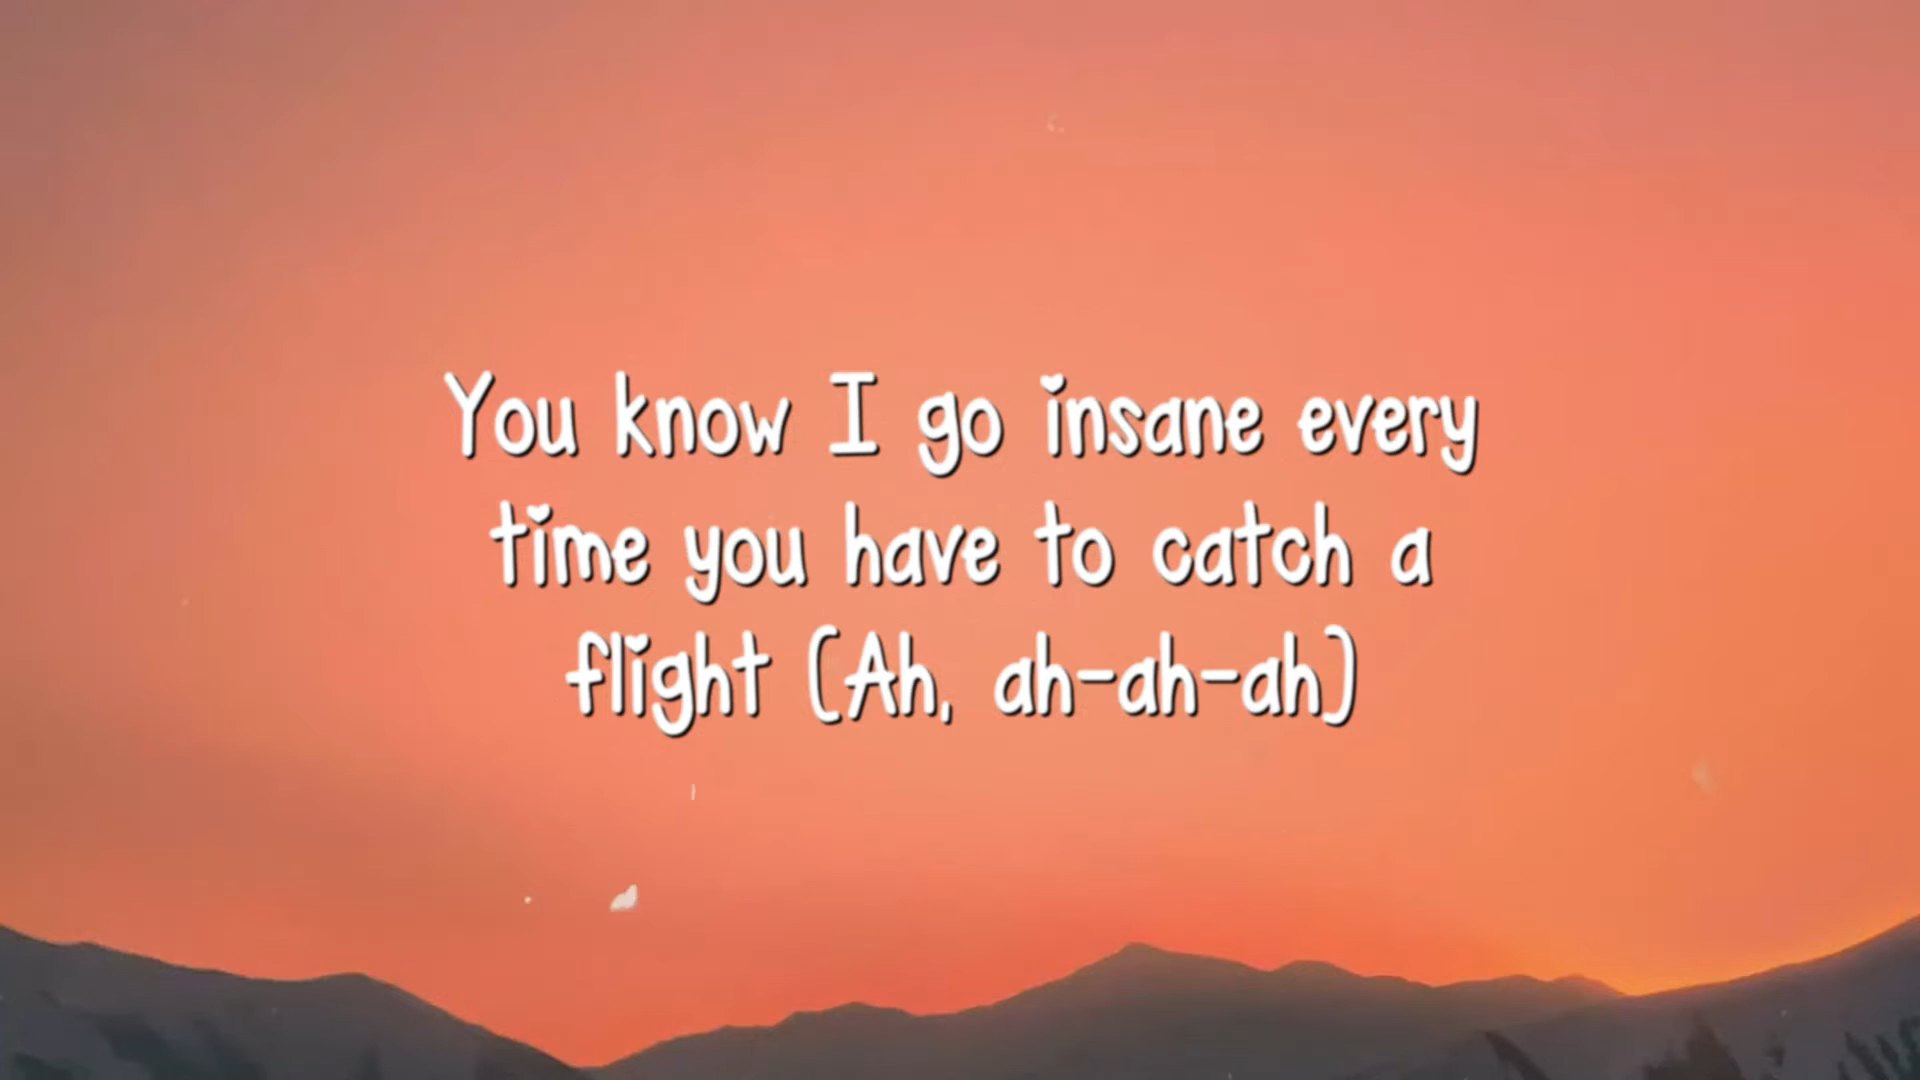 You know I go insane every
time you have to catch a
flight (Ah, ah-ah-ah)